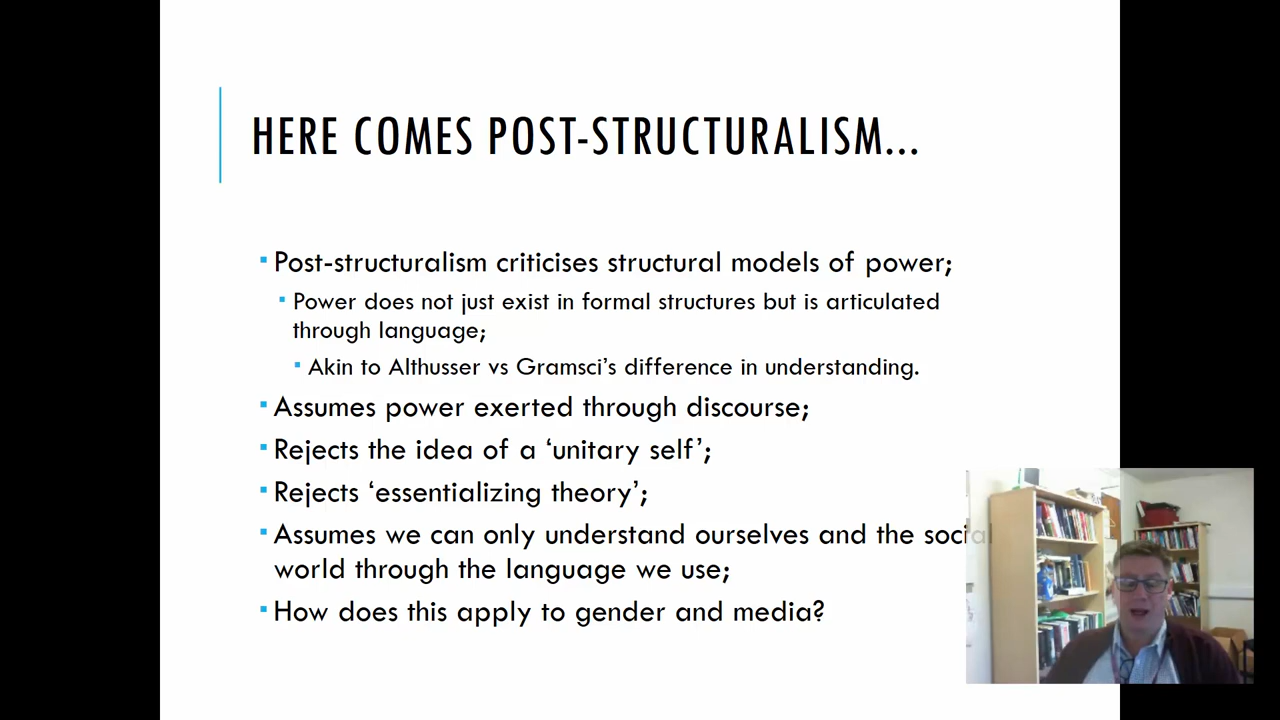 HERE COMES POST-STRUCTURALISM...
Post-structuralism criticises structural models of power;
Power does not just exist in formal structures but is articulated
through language;
Akin to Althusser vs Gramsci's difference in understanding.
Assumes power exerted through discourse;
Rejects the idea of a ‘unitary self’;
Rejects ‘essentializing theory’;
Assumes we can only understand ourselves and the social
world through the language we use;
How does this apply to gender and media?